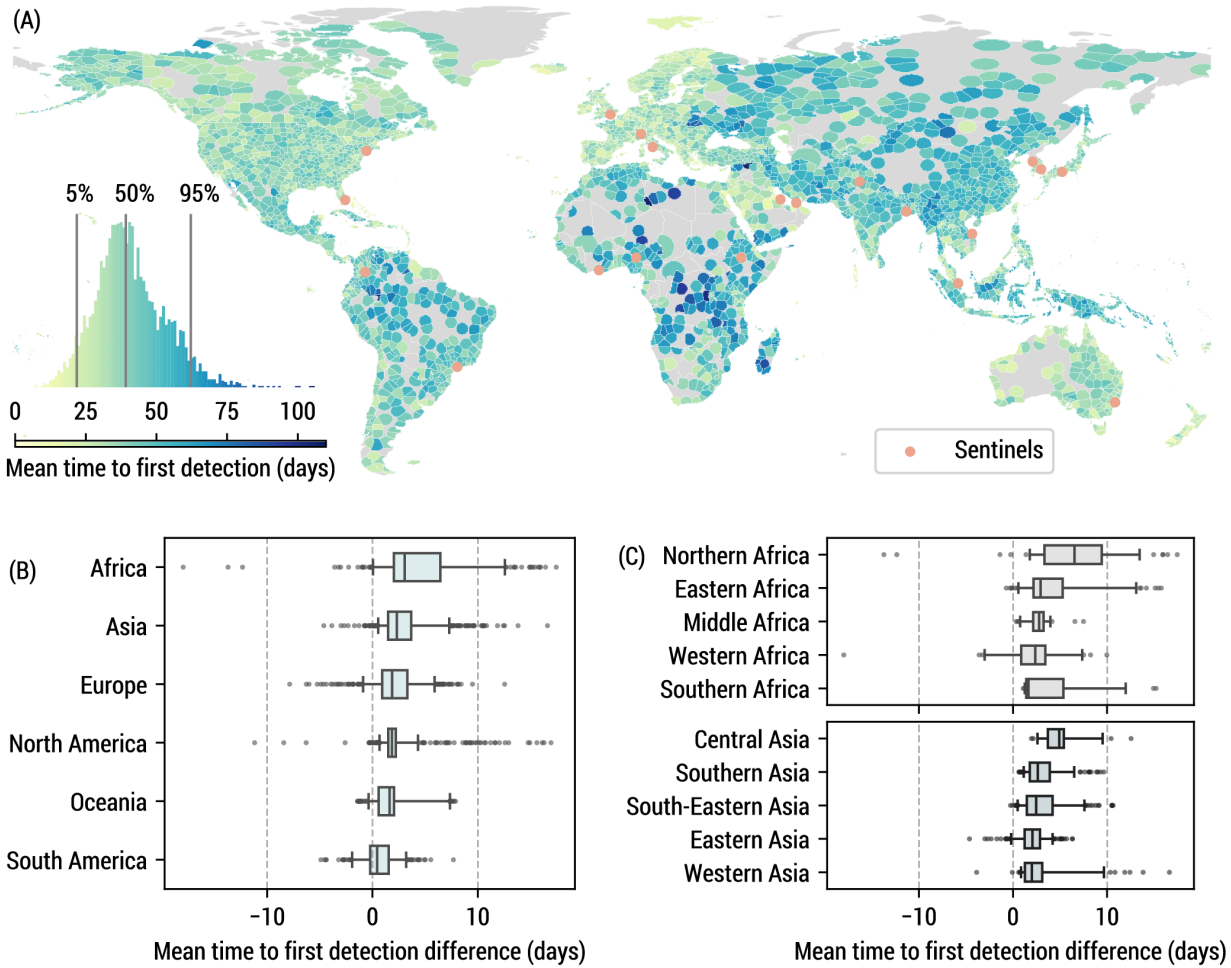 (A)
5% 50% 95%
0 25 50 75 100
Mean time to first detection (days)
Sentinels
(B)
Africa
Asia
Europe
North America
Oceania
South America
−10 0 10
Mean time to first detection difference (days)
(C)
Northern Africa
Eastern Africa
Middle Africa
Western Africa
Southern Africa
Central Asia
Southern Asia
South-Eastern Asia
Eastern Asia
Western Asia
−10 0 10
Mean time to first detection difference (days)